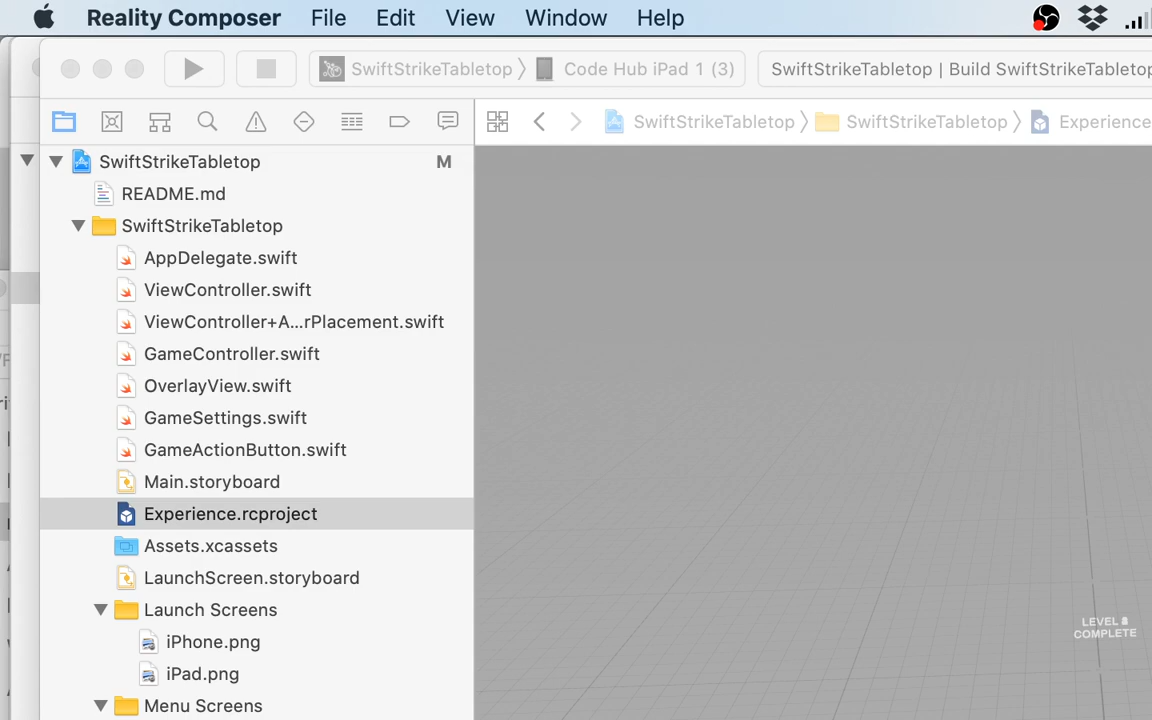 Reality Composer File Edit View Window Help
SwiftStrikeTabletop Code Hub iPad 1 (3) SwiftStrikeTabletop | Build SwiftStrikeTabletop
SwiftStrikeTabletop SwiftStrikeTabletop Experience
SwiftStrikeTabletop M
README.md
SwiftStrikeTabletop
AppDelegate.swift
ViewController.swift
ViewController+A...rPlacement.swift
GameController.swift
OverlayView.swift
GameSettings.swift
GameActionButton.swift
Main.storyboard
Experience.rcproject
Assets.xcassets
LaunchScreen.storyboard
Launch Screens
iPhone.png
iPad.png
Menu Screens
LEVEL 8
COMPLETE